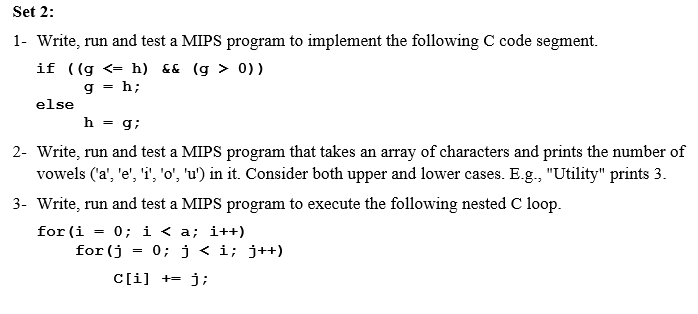 Set 2:
1- Write, run and test a MIPS program to implement the following C code segment.
if ((g <= h) && (g > 0))
g = h;
else
h = g;
2- Write, run and test a MIPS program that takes an array of characters and prints the number of
vowels ('a', 'e', 'i', 'o', 'u') in it. Consider both upper and lower cases. E.g., "Utility" prints 3.
3- Write, run and test a MIPS program to execute the following nested C loop.
for(i = 0; i < a; i++)
for(j = 0; j < i; j++)
C[i] += j;